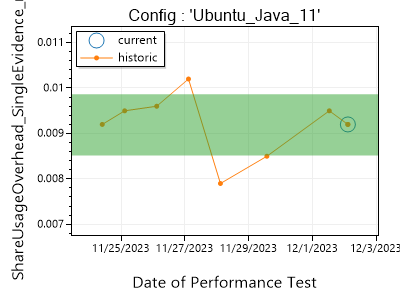 Config : 'Ubuntu_Java_11'
ShareUsageOverhead_SingleEvidence_
current
historic
0.011
0.01
0.009
0.008
0.007
11/25/2023
11/27/2023
11/29/2023
12/1/2023
12/3/2023
Date of Performance Test